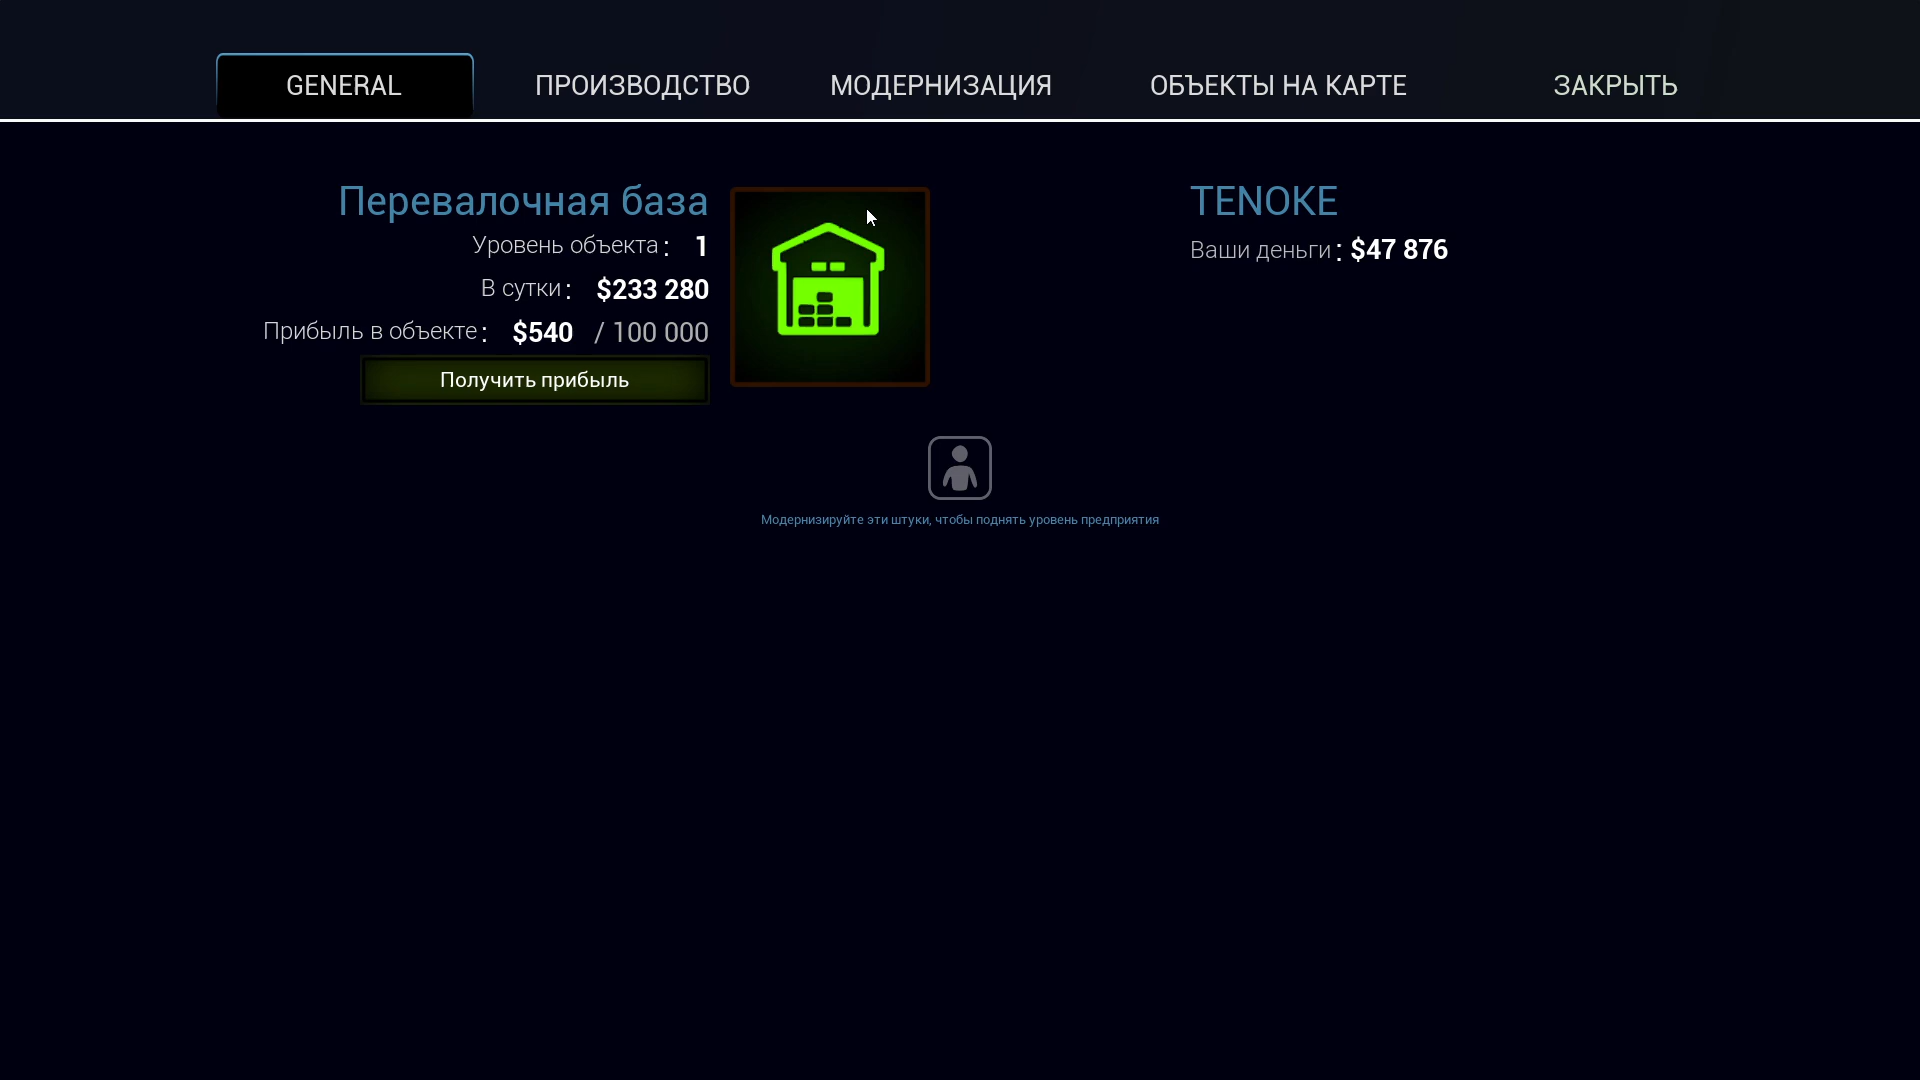 GENERAL
ПРОИЗВОДСТВО
МОДЕРНИЗАЦИЯ
ОБЪЕКТЫ НА КАРТЕ
ЗАКРЫТЬ
Перевалочная база
Уровень объекта : 1
В сутки : $233 280
Прибыль в объекте : $540 / 100 000
Получить прибыль
TENOKE
Ваши деньги : $47 876
Модернизируйте эти штуки, чтобы поднять уровень предприятия